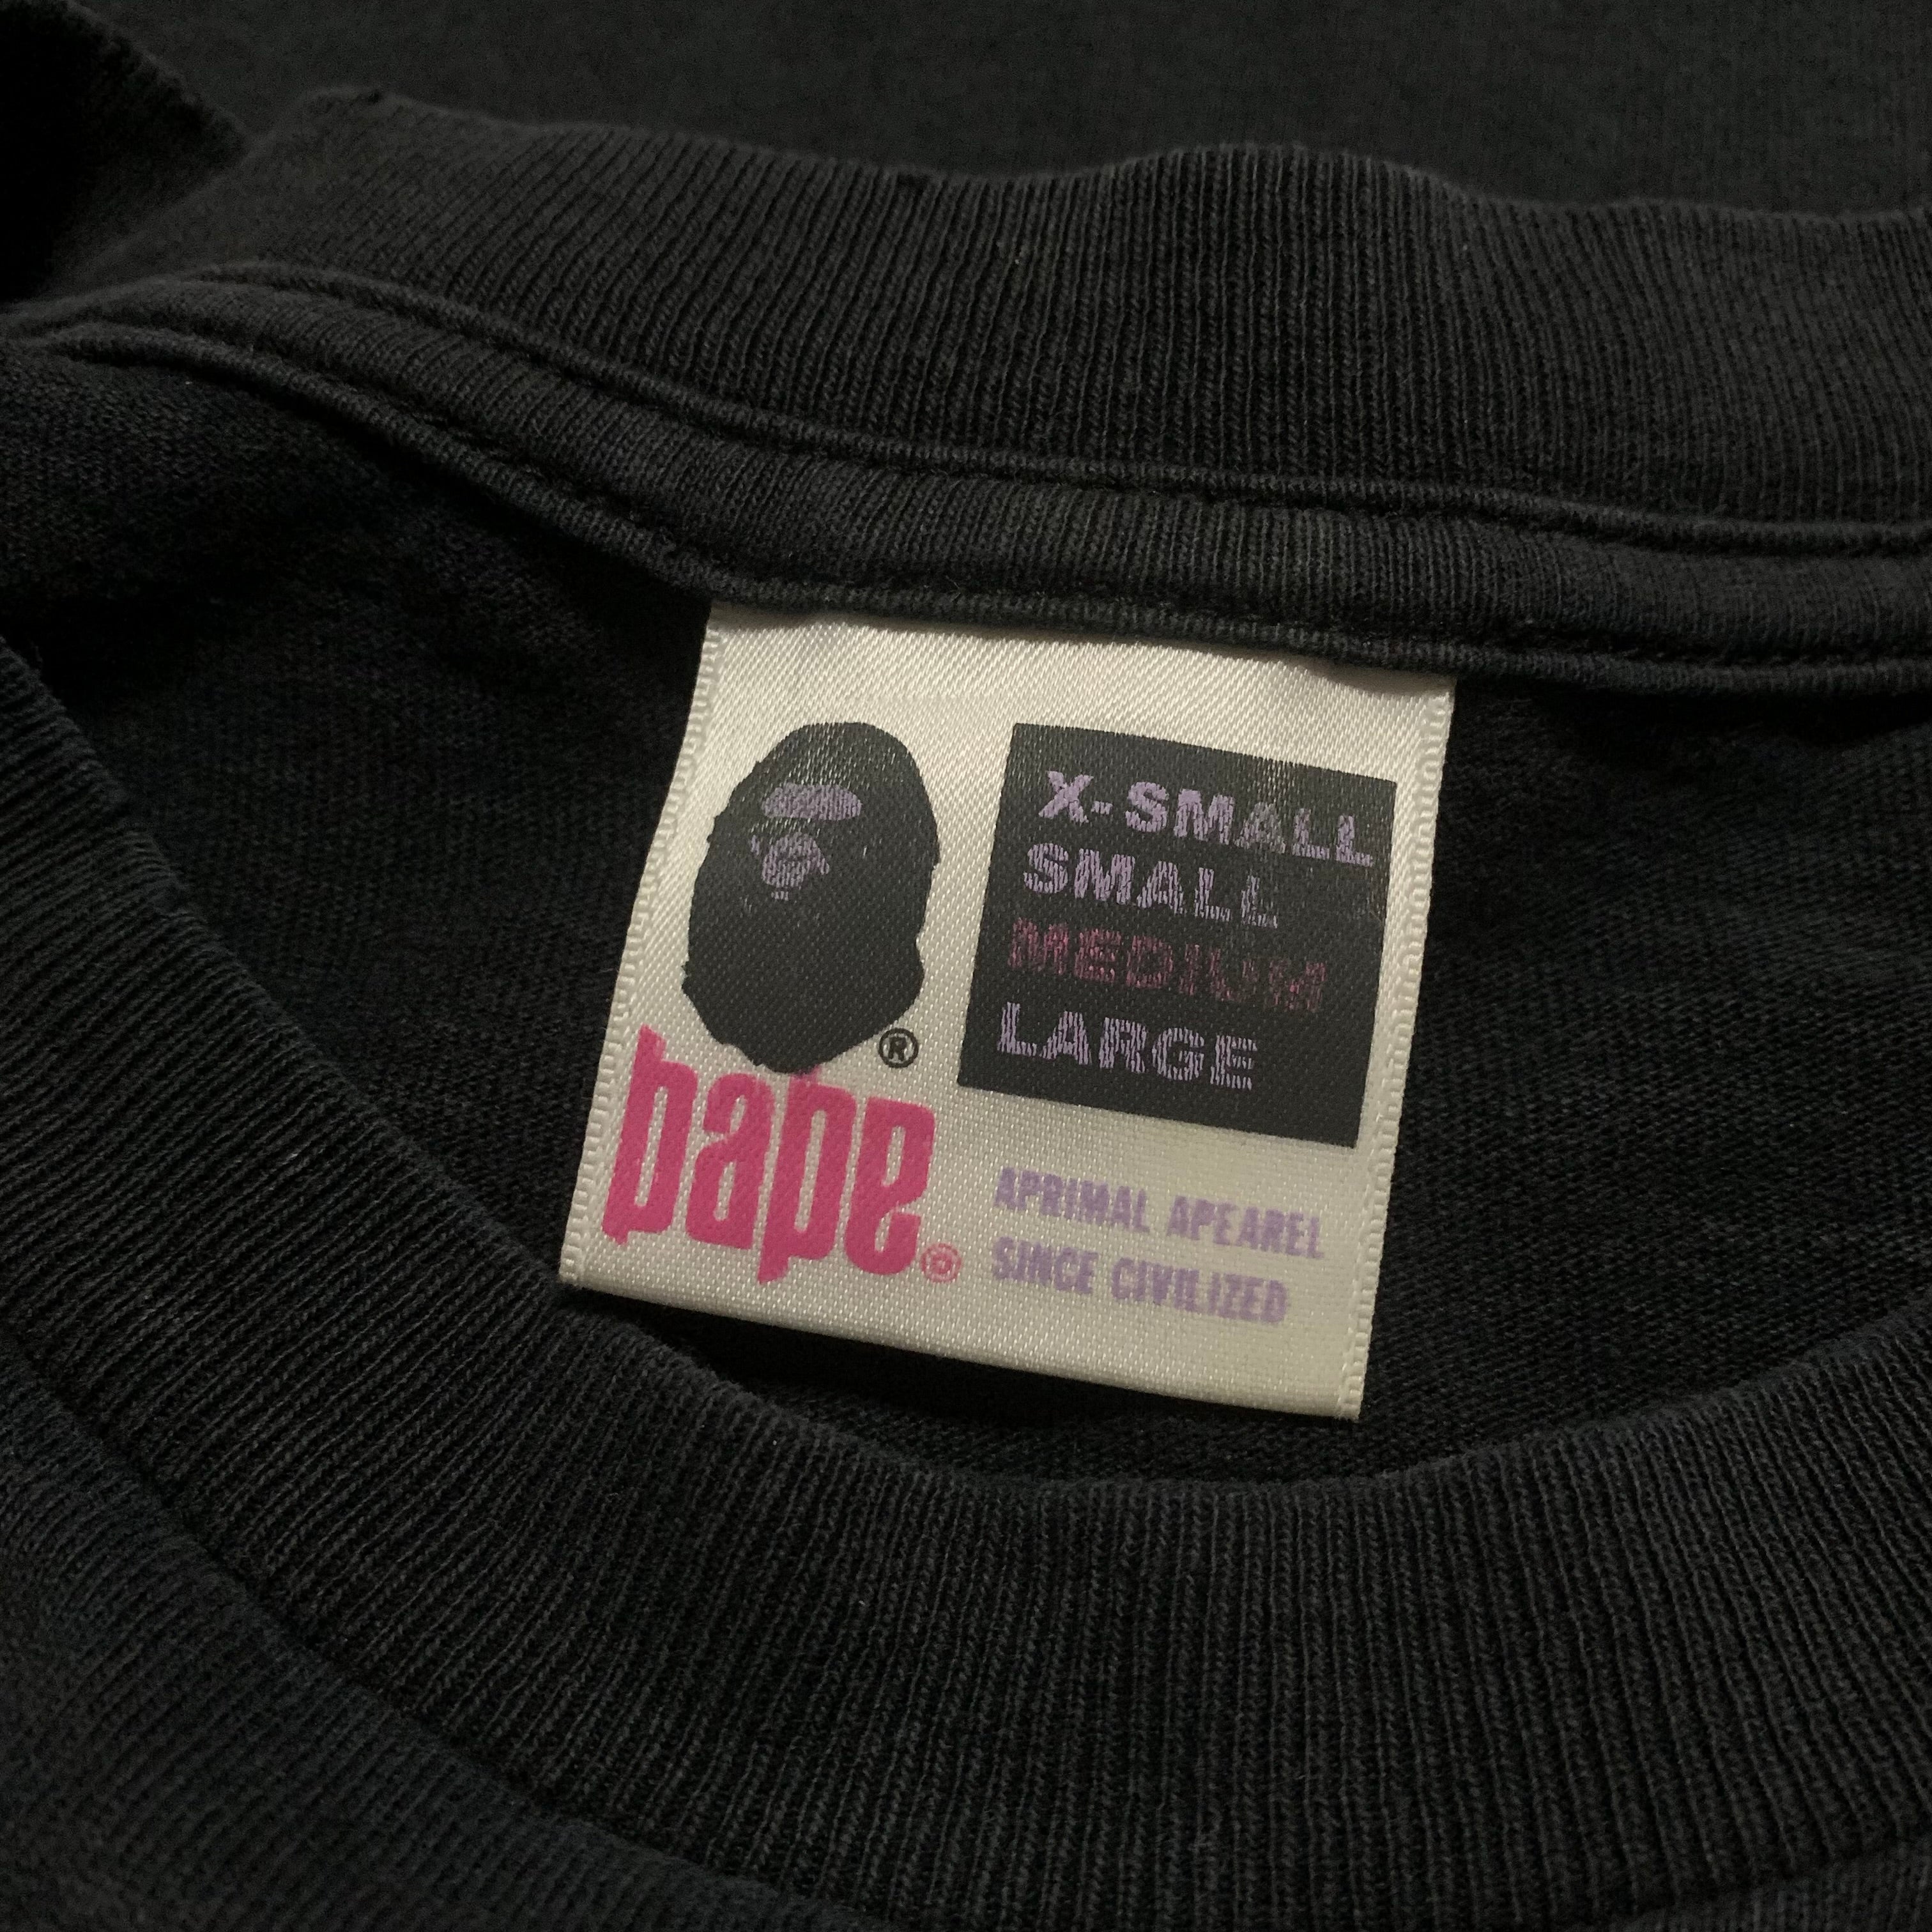 X-SMALL
SMALL
MEDIUM
LARGE
®
bape®
APRIMAL APEAREL
SINCE CIVILIZED